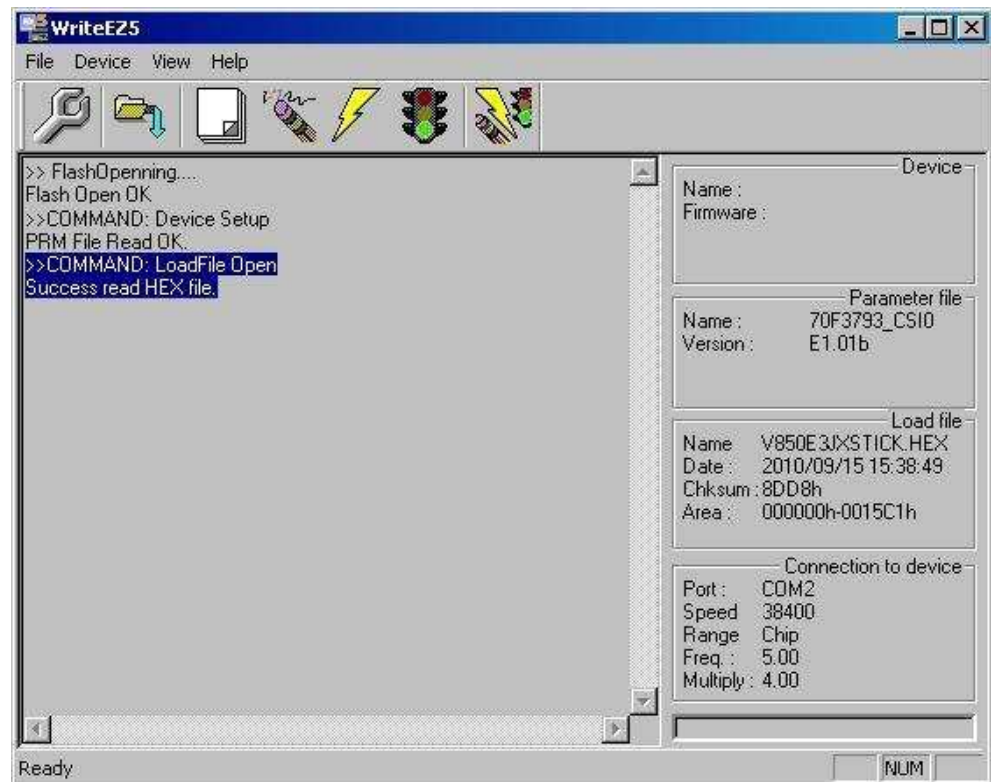 WriteEZ5
File Device View Help
>> FlashOpenning....
Flash Open OK
>>COMMAND: Device Setup
PRM File Read OK.
>>COMMAND: LoadFile Open
Success read HEX file.
Device
Name :
Firmware :
Parameter file
Name : 70F3793_CSI0
Version : E1.01b
Load file
Name V850E3JXSTICK.HEX
Date : 2010/09/15 15:38:49
Chksum : 8DD8h
Area : 000000h-0015C1h
Connection to device
Port : COM2
Speed 38400
Range Chip
Freq. : 5.00
Multiply : 4.00
Ready NUM